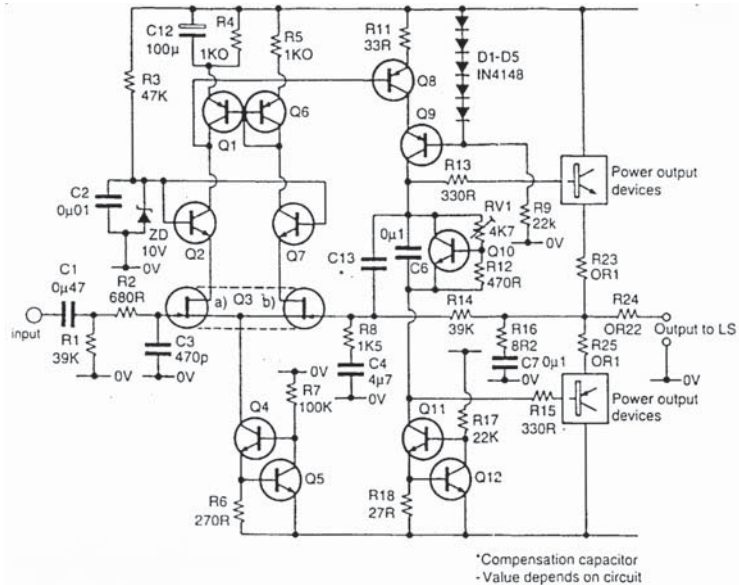 C12
100µ
R4
1KO
R5
1KO
R11
33R
D1-D5
IN4148
R3
47K
Q8
Q9
Q1
Q6
R13
330R
Power output
devices
C2
0µ01
ZD
10V
0V
0V
Q2
Q7
RV1
4K7
Q10
R9
22k
0V
C13
0µ1
C6
R12
470R
R23
OR1
C1
0µ47
R2
680R
a)
Q3
b)
R14
39K
R24
OR22
Output to LS
input
R1
39K
0V
C3
470p
0V
R8
1K5
C4
4µ7
0V
R16
8R2
C7
0µ1
0V
R25
OR1
0V
0V
R7
100K
Q4
Q5
R6
270R
Q11
R17
22K
Q12
R18
27R
R15
330R
Power output
devices
*Compensation capacitor
- Value depends on circuit